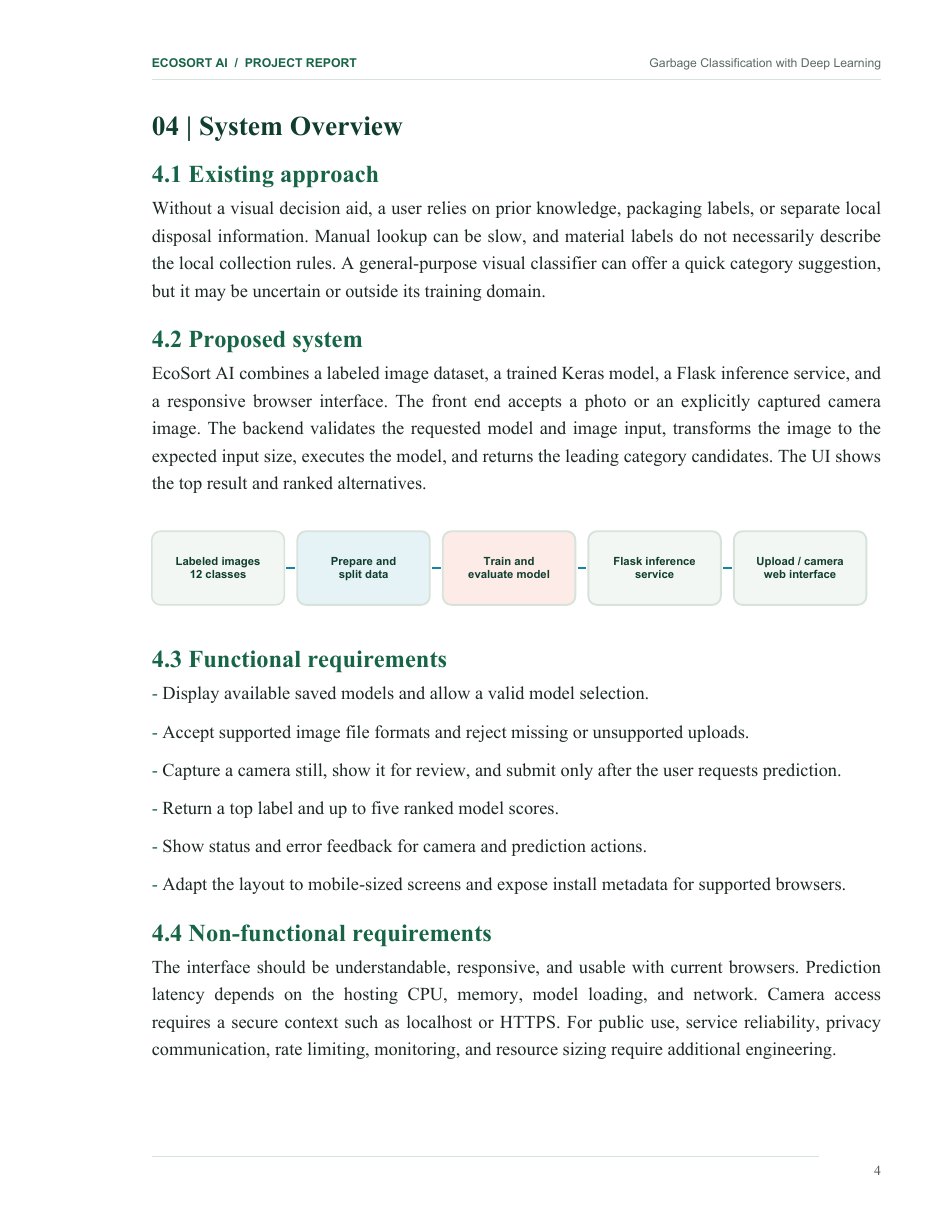 ECOSORT AI / PROJECT REPORT
Garbage Classification with Deep Learning
04 | System Overview
4.1 Existing approach
Without a visual decision aid, a user relies on prior knowledge, packaging labels, or separate local
disposal information. Manual lookup can be slow, and material labels do not necessarily describe
the local collection rules. A general-purpose visual classifier can offer a quick category suggestion,
but it may be uncertain or outside its training domain.
4.2 Proposed system
EcoSort AI combines a labeled image dataset, a trained Keras model, a Flask inference service, and
a responsive browser interface. The front end accepts a photo or an explicitly captured camera
image. The backend validates the requested model and image input, transforms the image to the
expected input size, executes the model, and returns the leading category candidates. The UI shows
the top result and ranked alternatives.
Labeled images
12 classes
Prepare and
split data
Train and
evaluate model
Flask inference
service
Upload / camera
web interface
4.3 Functional requirements
- Display available saved models and allow a valid model selection.
- Accept supported image file formats and reject missing or unsupported uploads.
- Capture a camera still, show it for review, and submit only after the user requests prediction.
- Return a top label and up to five ranked model scores.
- Show status and error feedback for camera and prediction actions.
- Adapt the layout to mobile-sized screens and expose install metadata for supported browsers.
4.4 Non-functional requirements
The interface should be understandable, responsive, and usable with current browsers. Prediction
latency depends on the hosting CPU, memory, model loading, and network. Camera access
requires a secure context such as localhost or HTTPS. For public use, service reliability, privacy
communication, rate limiting, monitoring, and resource sizing require additional engineering.
4